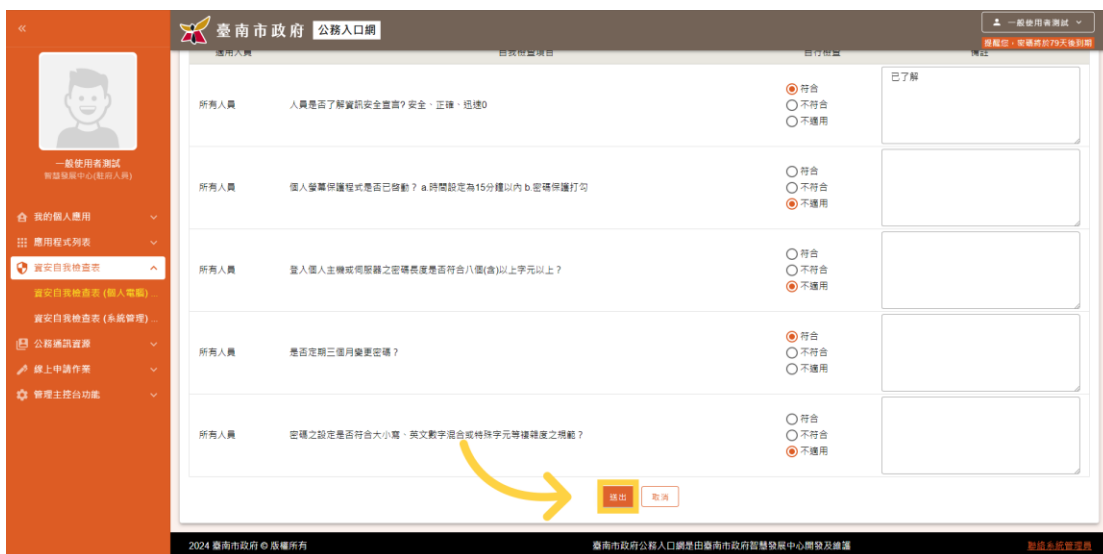 «
臺南市政府 公務入口網
一般使用者測試
提醒您，密碼將於79天後到期
適用人員 自我檢查項目 自行檢查 備註
一般使用者測試
智慧發展中心(駐府人員)
我的個人應用
應用程式列表
資安自我檢查表
資安自我檢查表 (個人電腦) ...
資安自我檢查表 (系統管理) ...
公務通訊資源
線上申請作業
管理主控台功能
所有人員 人員是否了解資訊安全宣言? 安全、正確、迅速0
符合
不符合
不適用
已了解
所有人員 個人螢幕保護程式是否已啓動？ a.時間設定為15分鐘以內 b.密碼保護打勾
符合
不符合
不適用
所有人員 登入個人主機或伺服器之密碼長度是否符合八個(含)以上字元以上？
符合
不符合
不適用
所有人員 是否定期三個月變更密碼？
符合
不符合
不適用
所有人員 密碼之設定是否符合大小寫、英文數字混合或特殊字元等複雜度之規範？
符合
不符合
不適用
送出 取消
2024 臺南市政府 © 版權所有 臺南市政府公務入口網是由臺南市政府智慧發展中心開發及維護 聯絡系統管理員